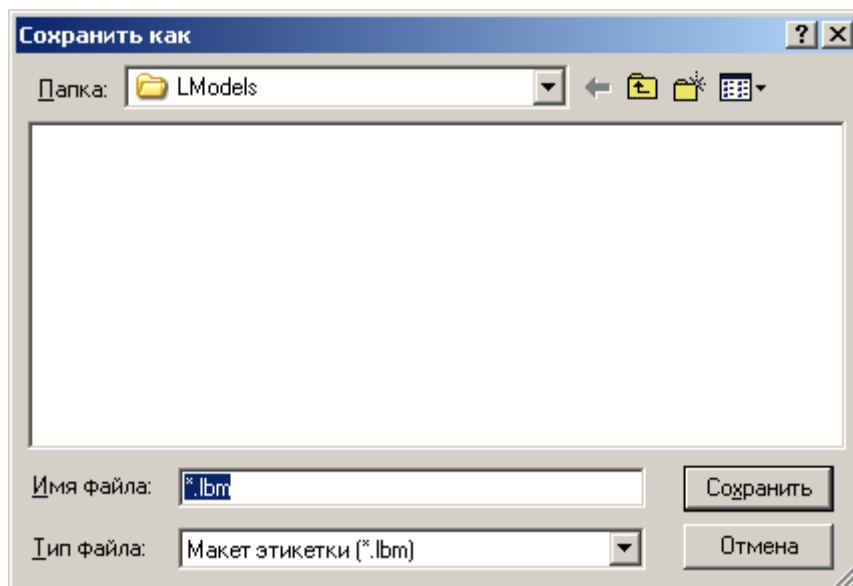 Сохранить как
Папка: LModels
Имя файла: *.lbm Сохранить
Тип файла: Макет этикетки (*.lbm) Отмена